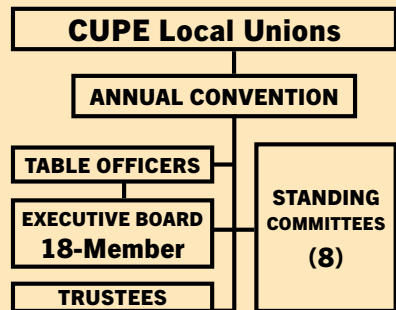 CUPE Local Unions
ANNUAL CONVENTION
TABLE OFFICERS
EXECUTIVE BOARD
18-Member
TRUSTEES
STANDING
COMMITTEES
(8)